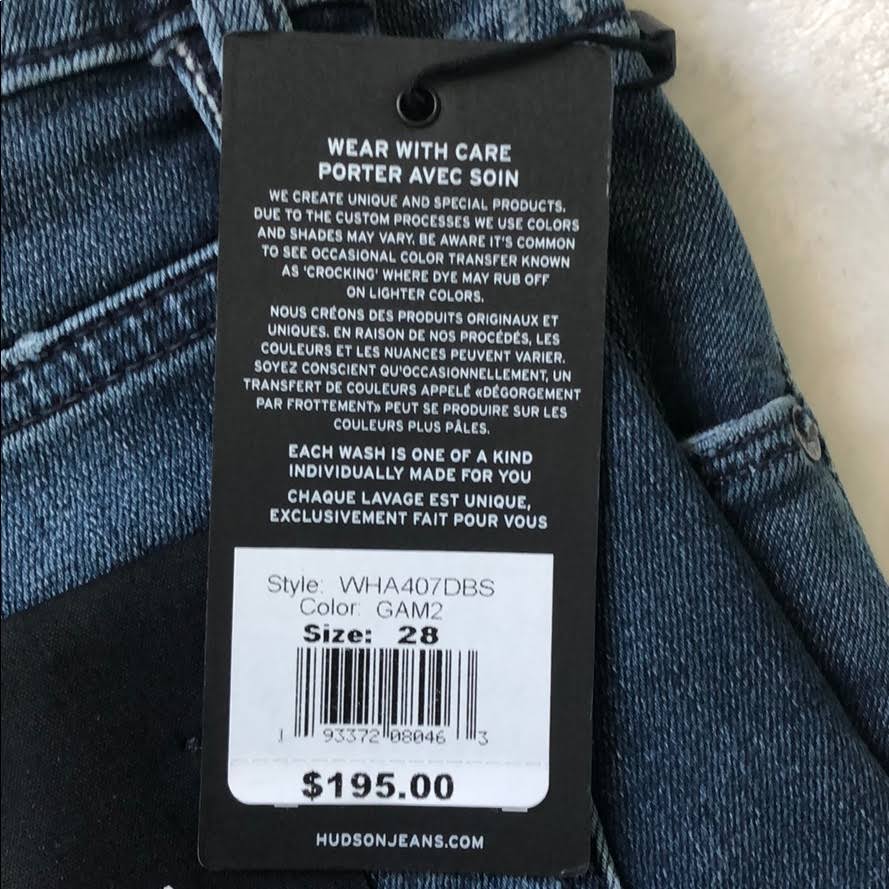 WEAR WITH CARE
PORTER AVEC SOIN
WE CREATE UNIQUE AND SPECIAL PRODUCTS.
DUE TO THE CUSTOM PROCESSES WE USE COLORS
AND SHADES MAY VARY. BE AWARE IT'S COMMON
TO SEE OCCASIONAL COLOR TRANSFER KNOWN
AS 'CROCKING' WHERE DYE MAY RUB OFF
ON LIGHTER COLORS.
NOUS CRÉONS DES PRODUITS ORIGINAUX ET
UNIQUES. EN RAISON DE NOS PROCÉDÉS, LES
COULEURS ET LES NUANCES PEUVENT VARIER.
SOYEZ CONSCIENT QU'OCCASIONNELLEMENT, UN
TRANSFERT DE COULEURS APPELÉ «DÉGORGEMENT
PAR FROTTEMENT» PEUT SE PRODUIRE SUR LES
COULEURS PLUS PÂLES.
EACH WASH IS ONE OF A KIND
INDIVIDUALLY MADE FOR YOU
CHAQUE LAVAGE EST UNIQUE,
EXCLUSIVEMENT FAIT POUR VOUS
Style: WHA407DBS
Color: GAM2
Size: 28
1 93372 08046 3
$195.00
HUDSONJEANS.COM